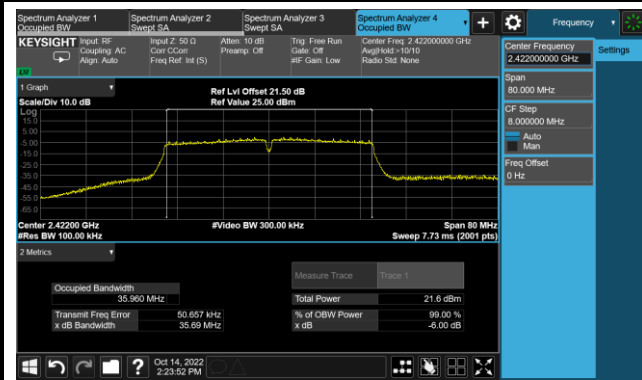 Spectrum Analyzer 1
Occupied BW
Spectrum Analyzer 2
Swept SA
Spectrum Analyzer 3
Swept SA
Spectrum Analyzer 4
Occupied BW
Frequency
KEYSIGHT
Input: RF
Coupling: AC
Align: Auto
Input Z: 50 Ω
Corr CCorr
Freq Ref: Int (S)
Atten: 10 dB
Preamp: Off
Trig: Free Run
Gate: Off
#IF Gain: Low
Center Freq: 2.422000000 GHz
Avg|Hold:>10/10
Radio Std: None
Center Frequency
2.422000000 GHz
Settings
Span
80.000 MHz
CF Step
8.000000 MHz
Auto
Man
Freq Offset
0 Hz
1 Graph
Scale/Div 10.0 dB
Ref Lvl Offset 21.50 dB
Ref Value 25.00 dBm
Log
15.0
5.00
-5.00
-15.0
-25.0
-35.0
-45.0
-55.0
-65.0
Center 2.42200 GHz
#Res BW 100.00 kHz
#Video BW 300.00 kHz
Span 80 MHz
Sweep 7.73 ms (2001 pts)
2 Metrics
Measure Trace
Trace 1
Occupied Bandwidth
35.960 MHz
Total Power
21.6 dBm
Transmit Freq Error
50.657 kHz
% of OBW Power
99.00 %
x dB Bandwidth
35.69 MHz
x dB
-6.00 dB
Oct 14, 2022
2:23:52 PM